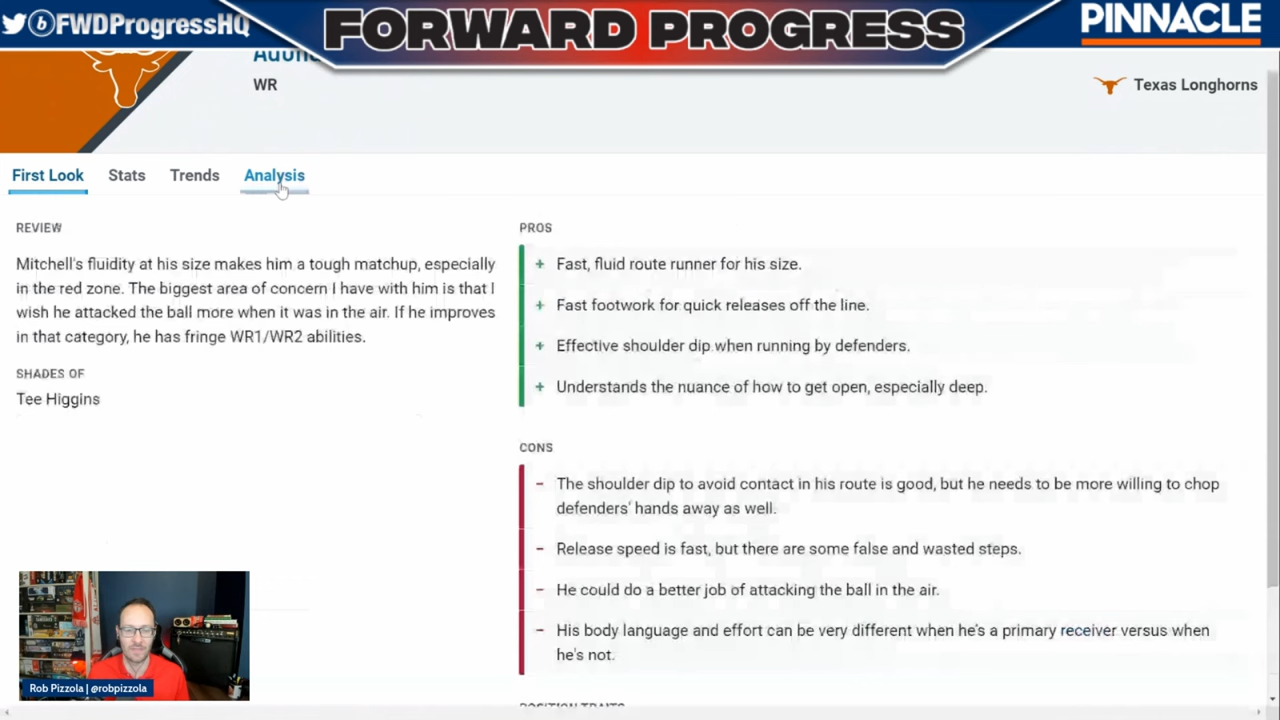 @FWDProgressHQ
FORWARD PROGRESS
PINNACLE
WR
Texas Longhorns
First Look
Stats
Trends
Analysis
REVIEW
Mitchell's fluidity at his size makes him a tough matchup, especially
in the red zone. The biggest area of concern I have with him is that I
wish he attacked the ball more when it was in the air. If he improves
in that category, he has fringe WR1/WR2 abilities.
SHADES OF
Tee Higgins
PROS
+ Fast, fluid route runner for his size.
+ Fast footwork for quick releases off the line.
+ Effective shoulder dip when running by defenders.
+ Understands the nuance of how to get open, especially deep.
CONS
- The shoulder dip to avoid contact in his route is good, but he needs to be more willing to chop
defenders' hands away as well.
- Release speed is fast, but there are some false and wasted steps.
- He could do a better job of attacking the ball in the air.
- His body language and effort can be very different when he's a primary receiver versus when
he's not.
POSITION TRAITS
Rob Pizzola | @robpizzola